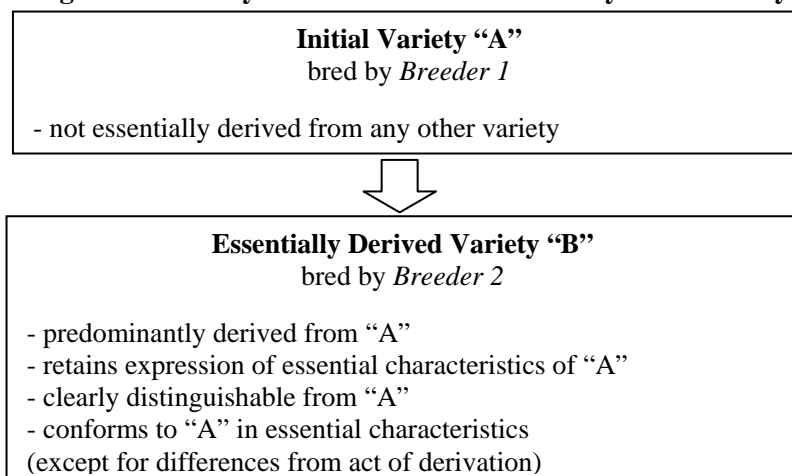 Initial Variety “A”
bred by Breeder 1
- not essentially derived from any other variety
Essentially Derived Variety “B”
bred by Breeder 2
- predominantly derived from “A”
- retains expression of essential characteristics of “A”
- clearly distinguishable from “A”
- conforms to “A” in essential characteristics
(except for differences from act of derivation)